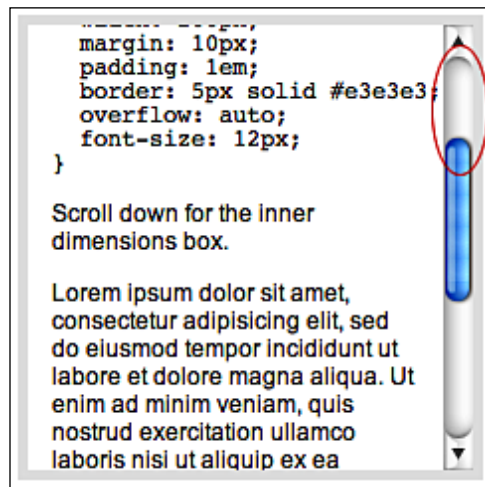 margin: 10px;
padding: 1em;
border: 5px solid #e3e3e3;
overflow: auto;
font-size: 12px;
}
Scroll down for the inner
dimensions box.
Lorem ipsum dolor sit amet,
consectetur adipisicing elit, sed
do eiusmod tempor incididunt ut
labore et dolore magna aliqua. Ut
enim ad minim veniam, quis
nostrud exercitation ullamco
laboris nisi ut aliquip ex ea